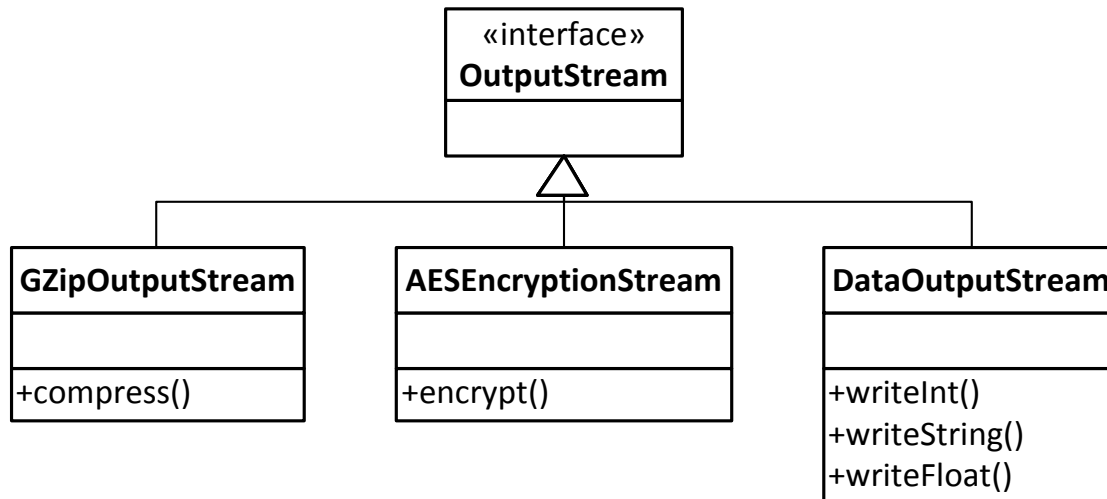 «interface»
OutputStream
GZipOutputStream
+compress()
AESEncryptionStream
+encrypt()
DataOutputStream
+writeInt()
+writeString()
+writeFloat()